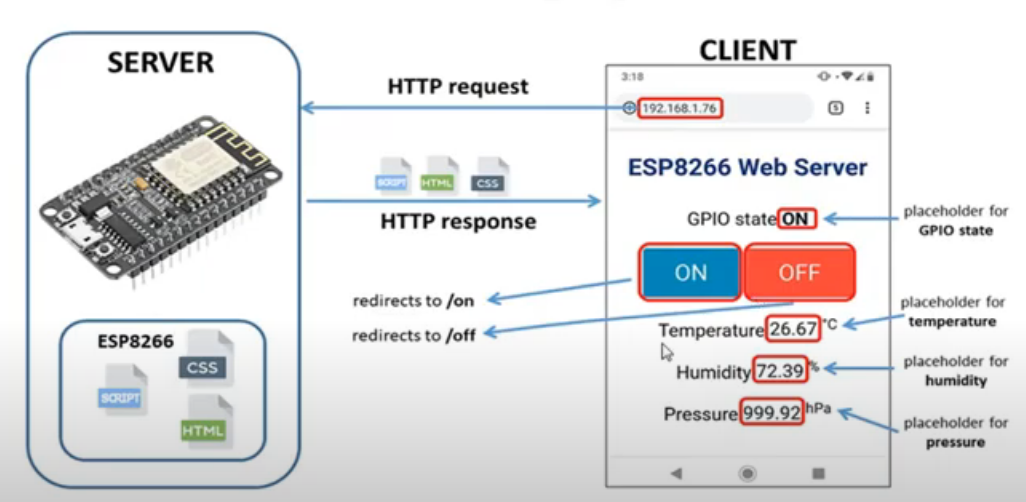 SERVER
CLIENT
HTTP request
3:18
192.168.1.76
5
SCRIPT
HTML
CSS
HTTP response
ESP8266 Web Server
GPIO state ON
placeholder for
GPIO state
ON
OFF
redirects to /on
redirects to /off
Temperature 26.67 °C
placeholder for
temperature
Humidity 72.39 %
placeholder for
humidity
Pressure 999.92 hPa
placeholder for
pressure
ESP8266
CSS
SCRIPT
HTML